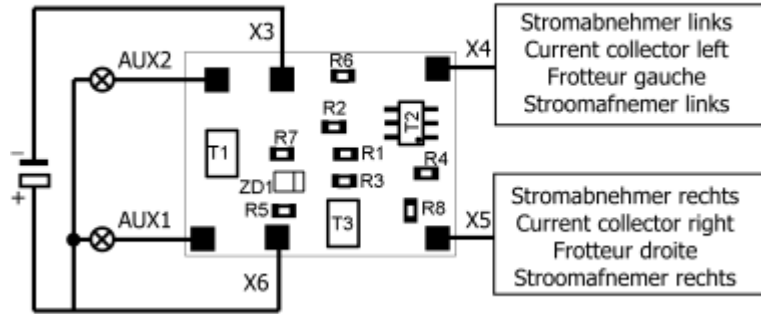 X3
X4
Stromabnehmer links
Current collector left
Frotteur gauche
Stroomafnemer links
AUX2
R6
R2
T2
T1
R7
R1
R4
ZD1
R3
R5
T3
R8
−
+
AUX1
X5
Stromabnehmer rechts
Current collector right
Frotteur droite
Stroomafnemer rechts
X6